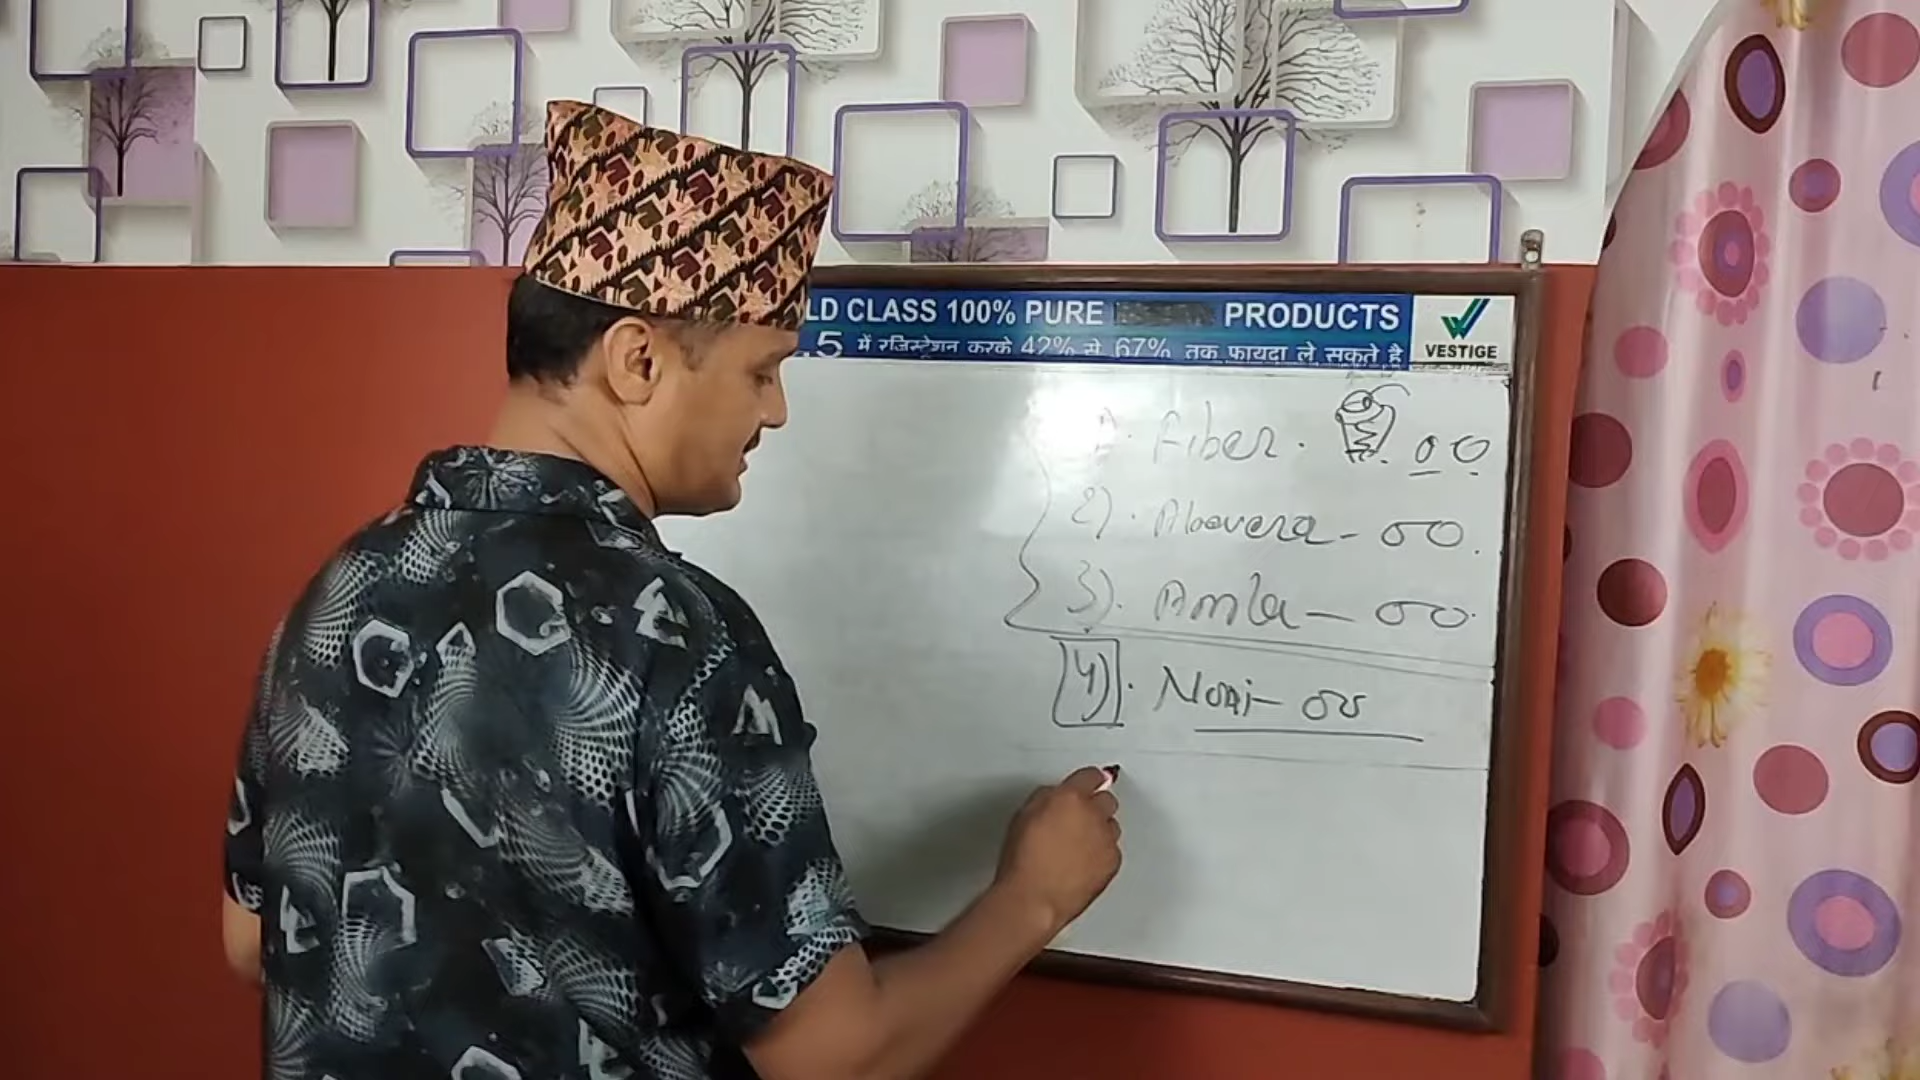 LD CLASS 100% PURE PRODUCTS
.5 में रजिस्ट्रेशन करके 42% से 67% तक फायदा ले सकते है
VESTIGE
1). Fiber. 00
2). Aloevera - 00.
3). Amla - 00.
4). Noni - 00